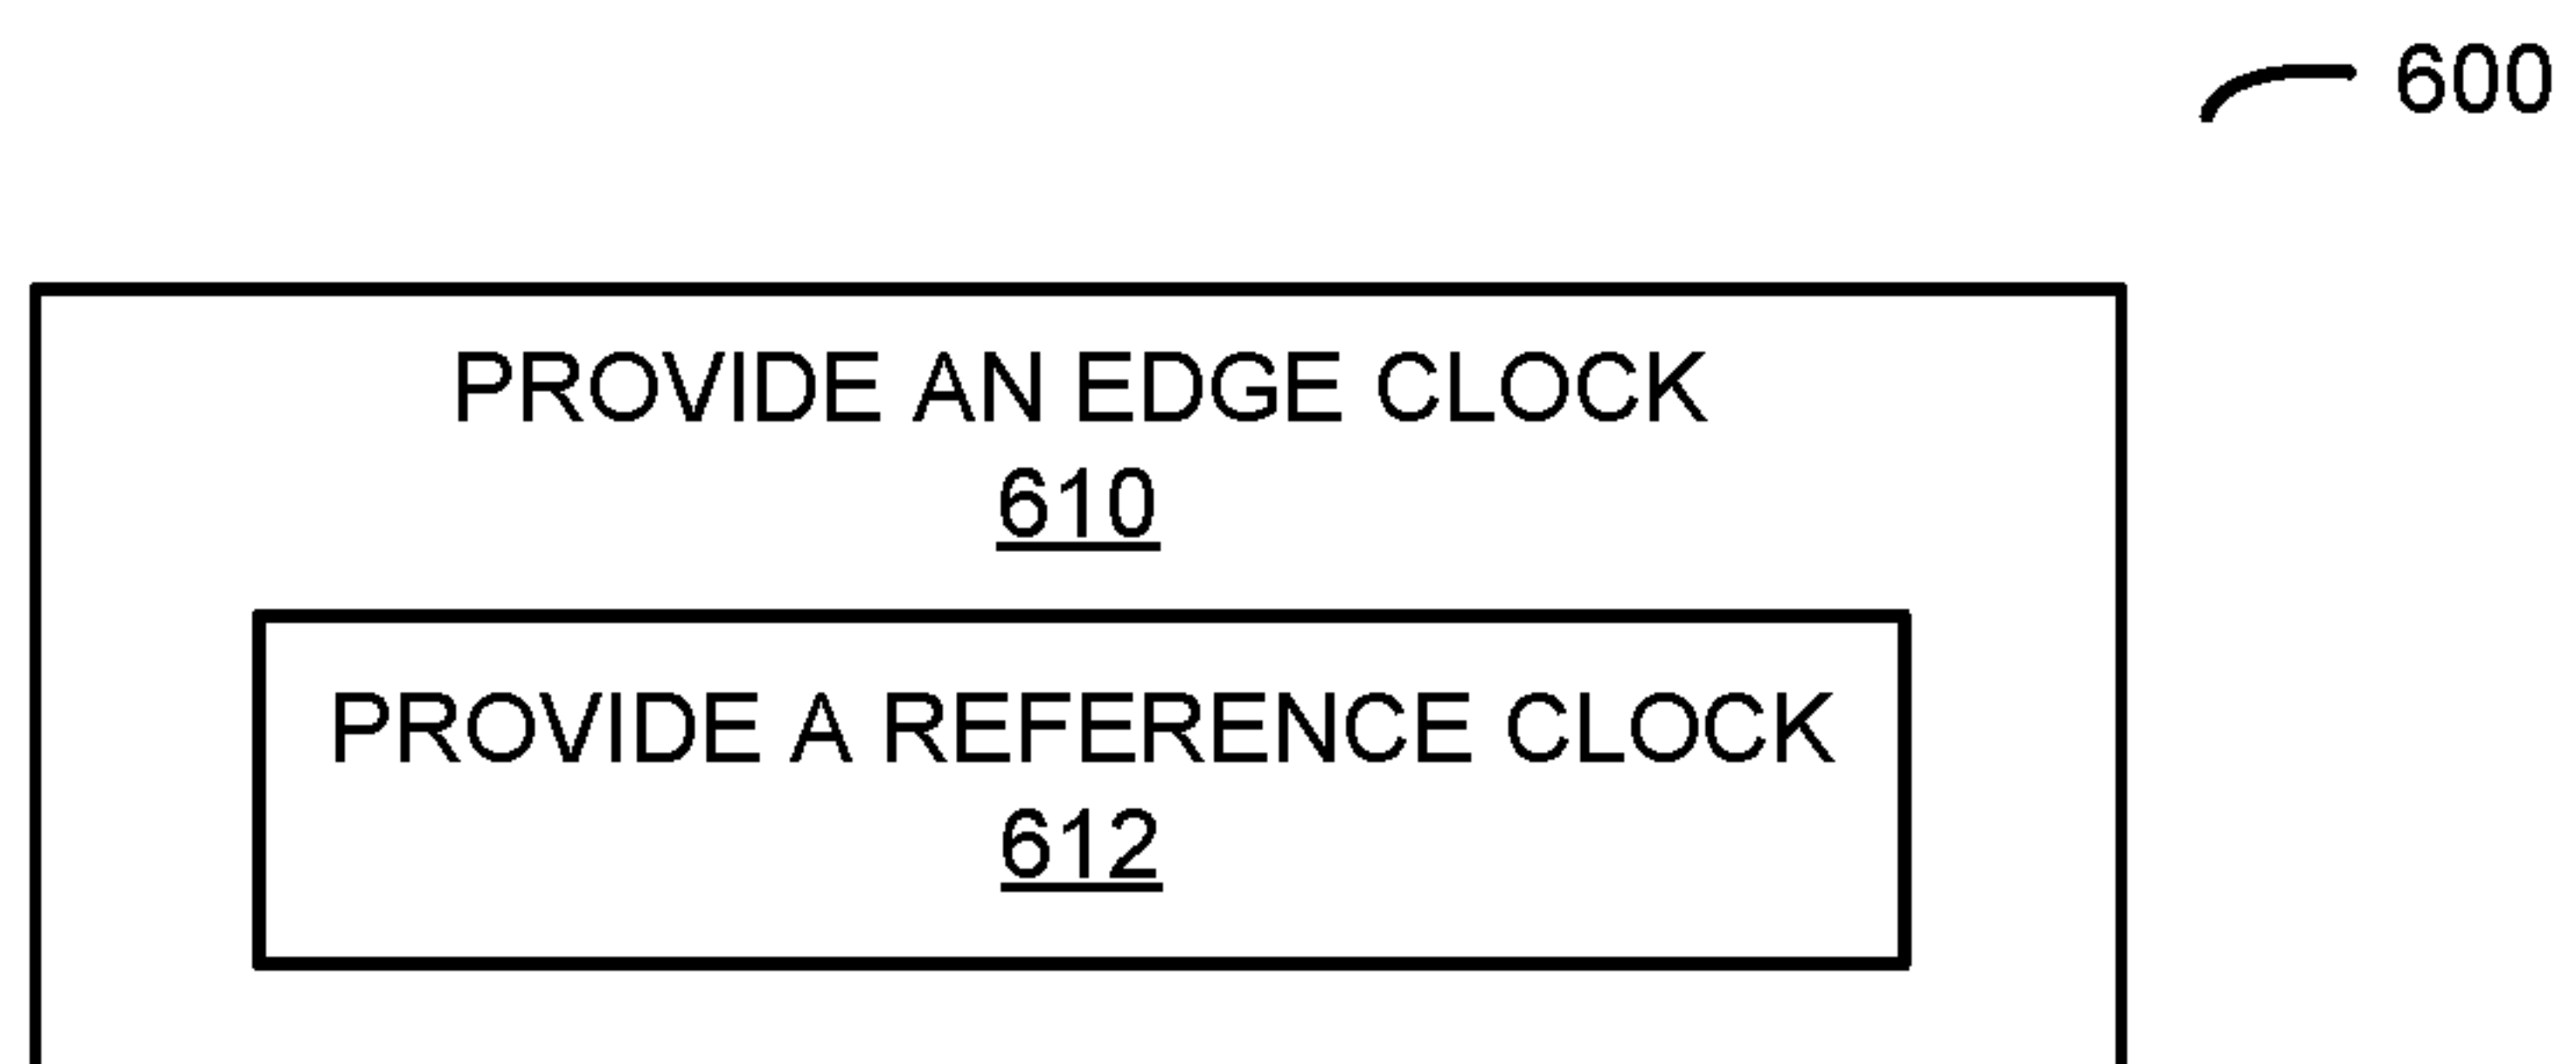 600
PROVIDE AN EDGE CLOCK
610
PROVIDE A REFERENCE CLOCK
612